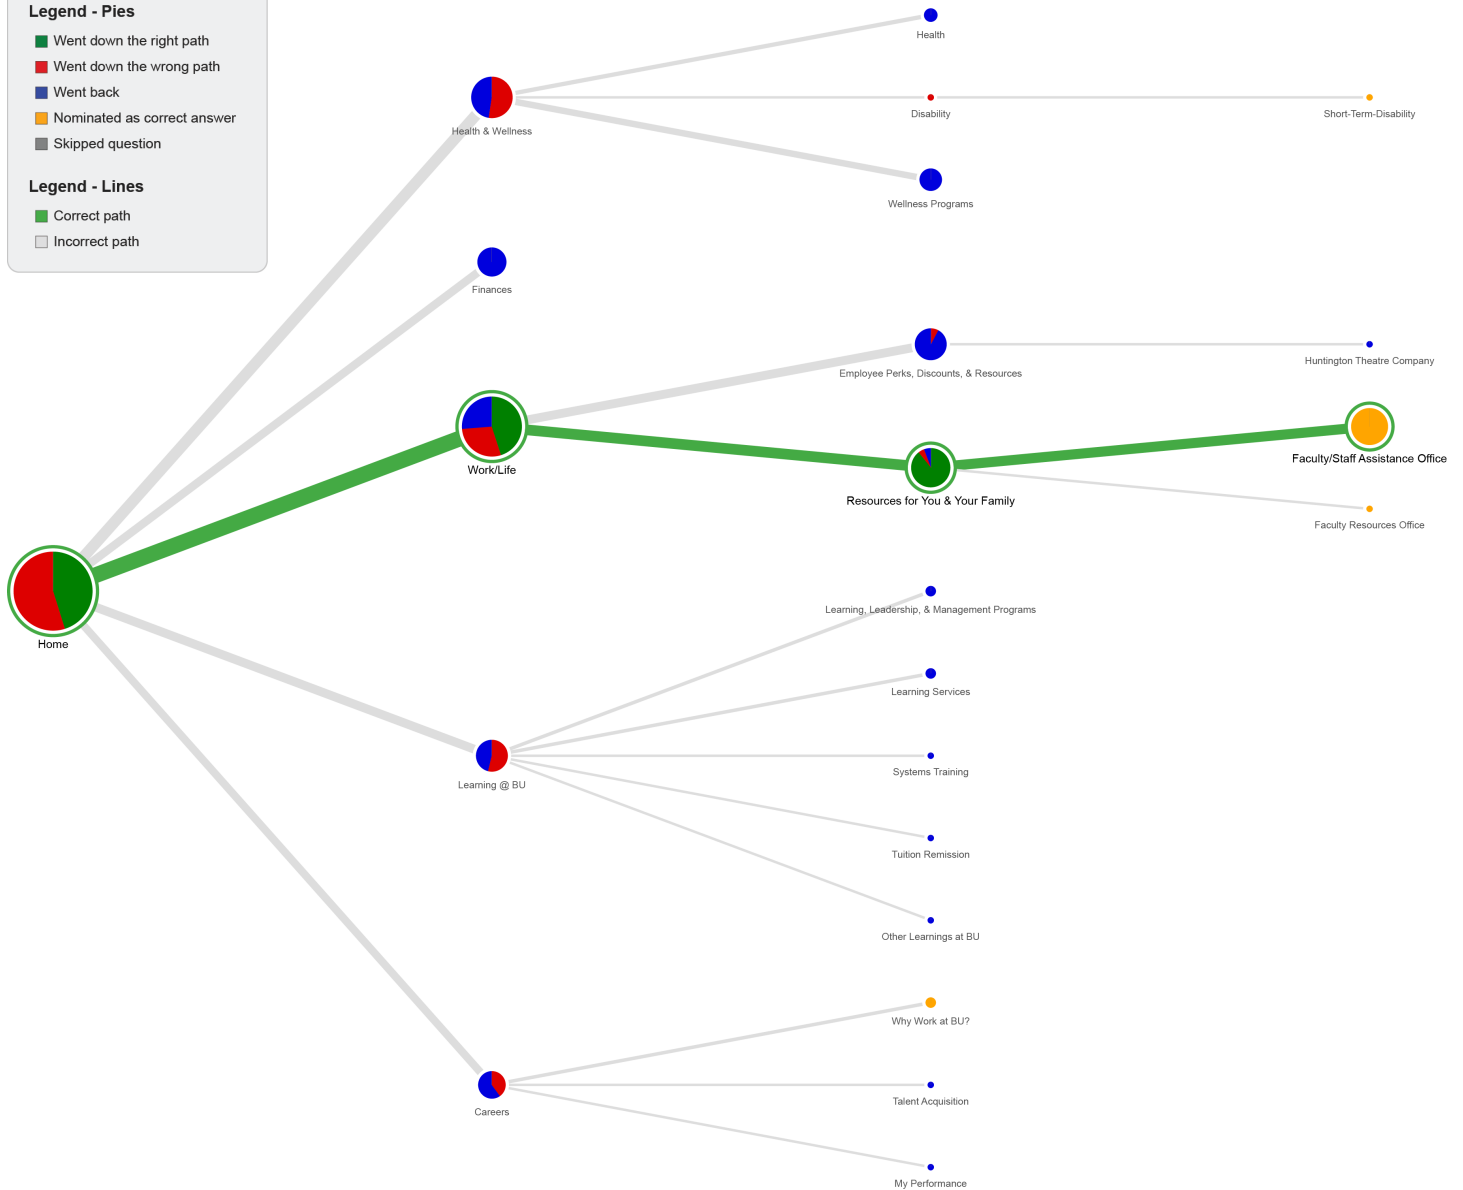 Legend - Pies
Went down the right path
Went down the wrong path
Went back
Nominated as correct answer
Skipped question
Legend - Lines
Correct path
Incorrect path
Health
Health & Wellness
Disability
Short-Term-Disability
Wellness Programs
Finances
Employee Perks, Discounts, & Resources
Huntington Theatre Company
Work/Life
Faculty/Staff Assistance Office
Resources for You & Your Family
Faculty Resources Office
Home
Learning, Leadership, & Management Programs
Learning Services
Systems Training
Learning @ BU
Tuition Remission
Other Learnings at BU
Why Work at BU?
Talent Acquisition
Careers
My Performance